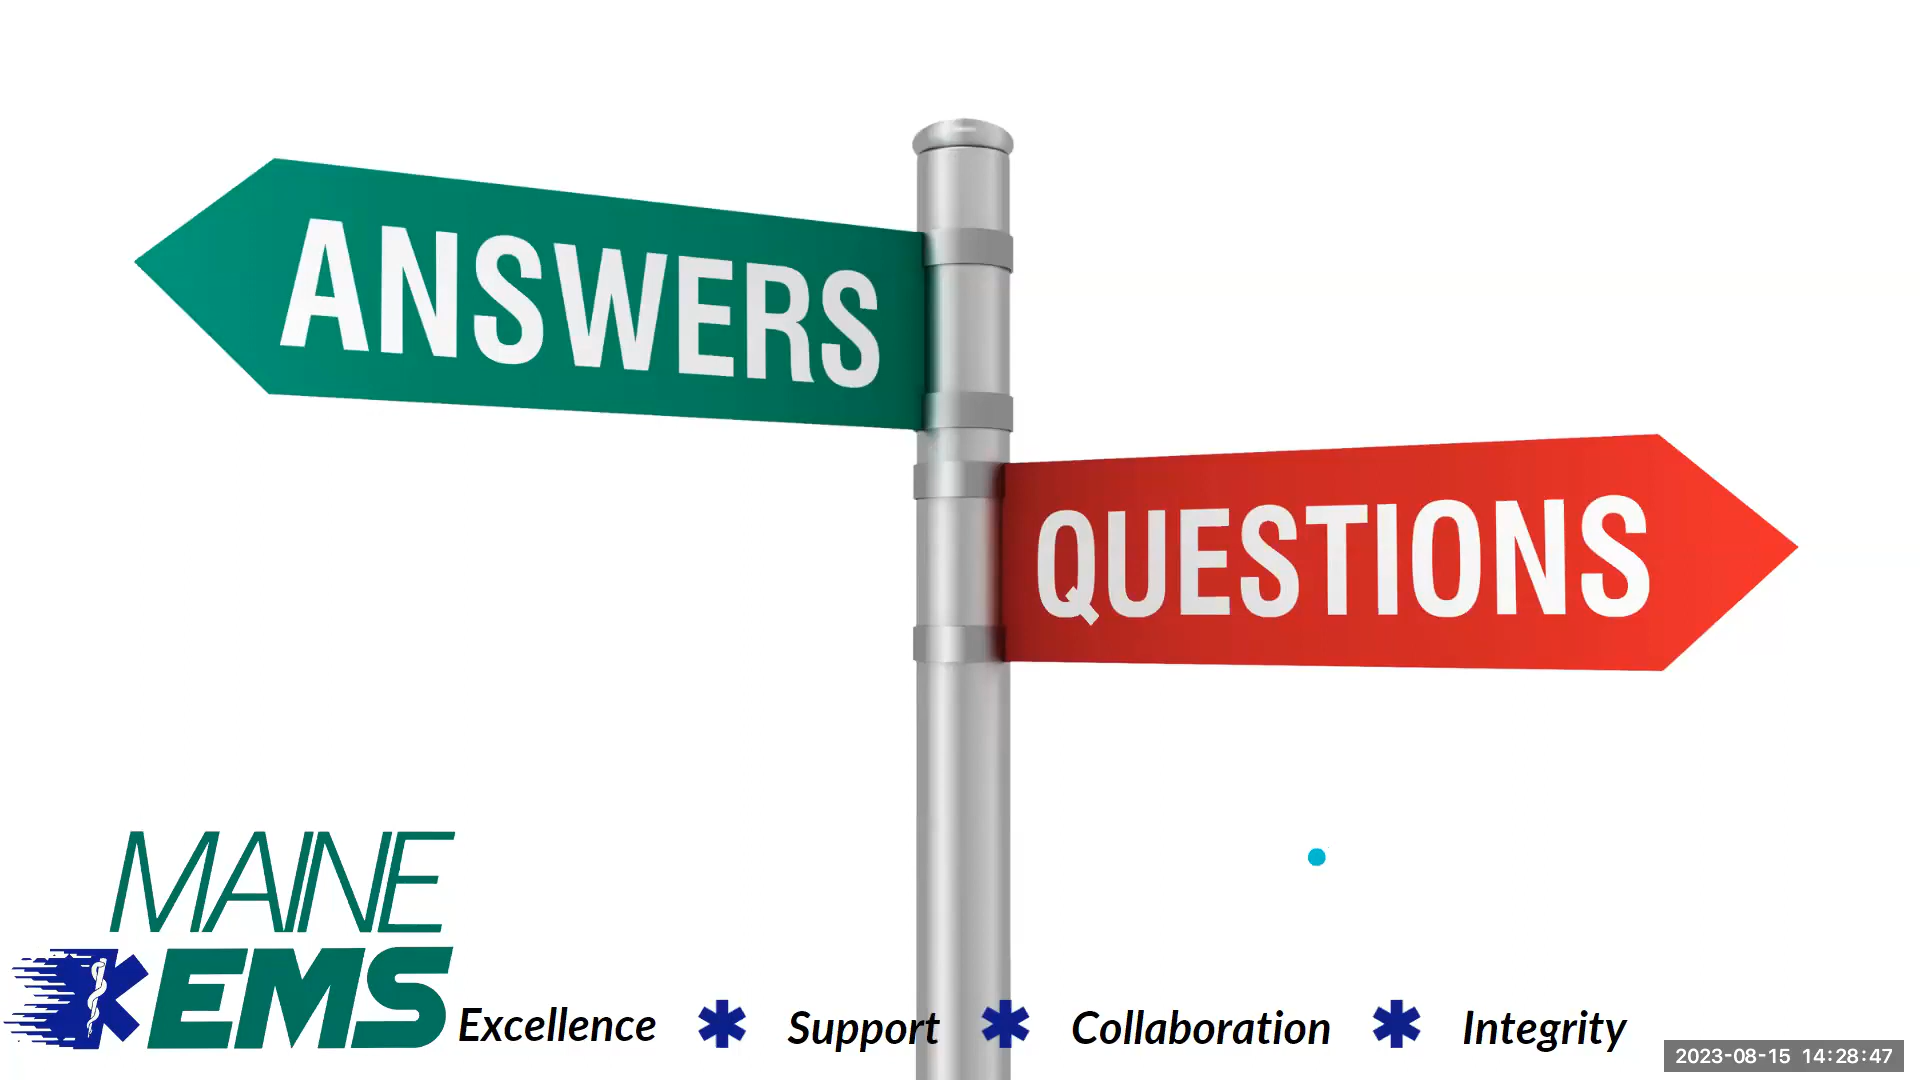 ANSWERS
QUESTIONS
MAINE
EMS
Excellence Support Collaboration Integrity
2023-08-15 14:28:47